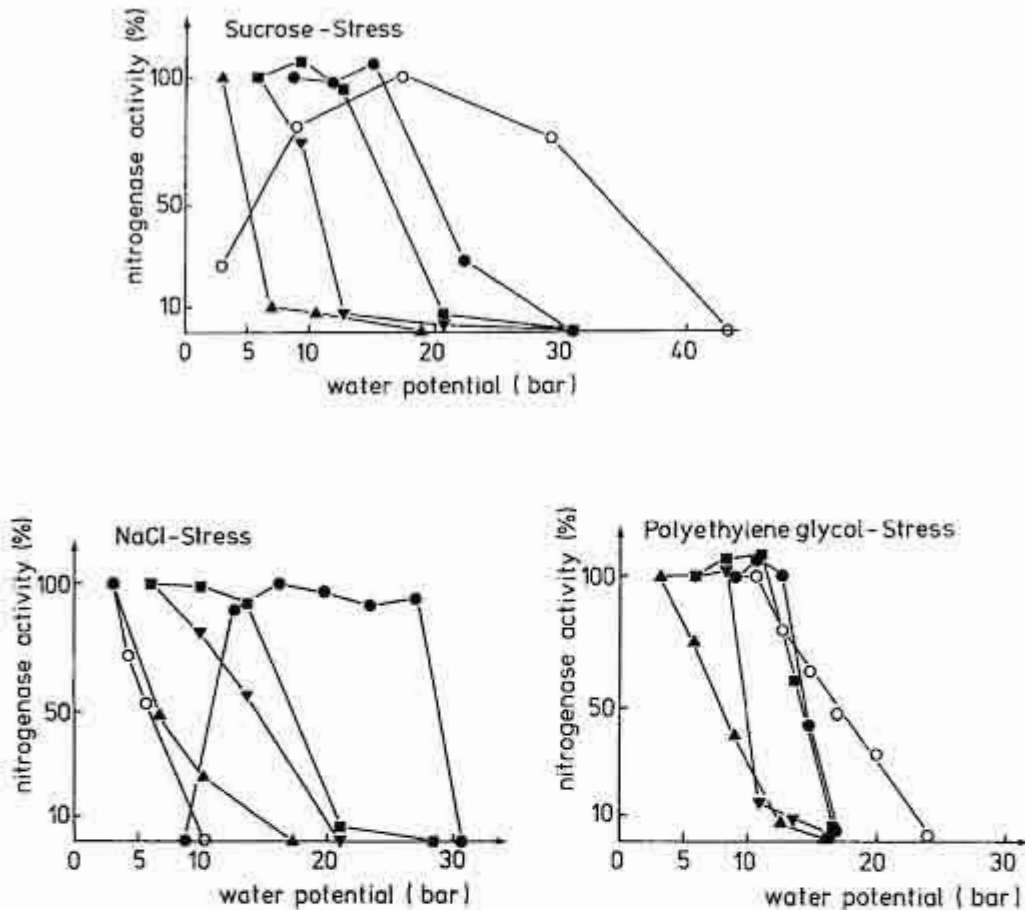 Sucrose-Stress
nitrogenase activity (%)
100
50
10
0 5 10 20 30 40
water potential (bar)
NaCl-Stress
nitrogenase activity (%)
100
50
10
0 5 10 20 30
water potential (bar)
Polyethylene glycol-Stress
nitrogenase activity (%)
100
50
10
0 5 10 20 30
water potential (bar)